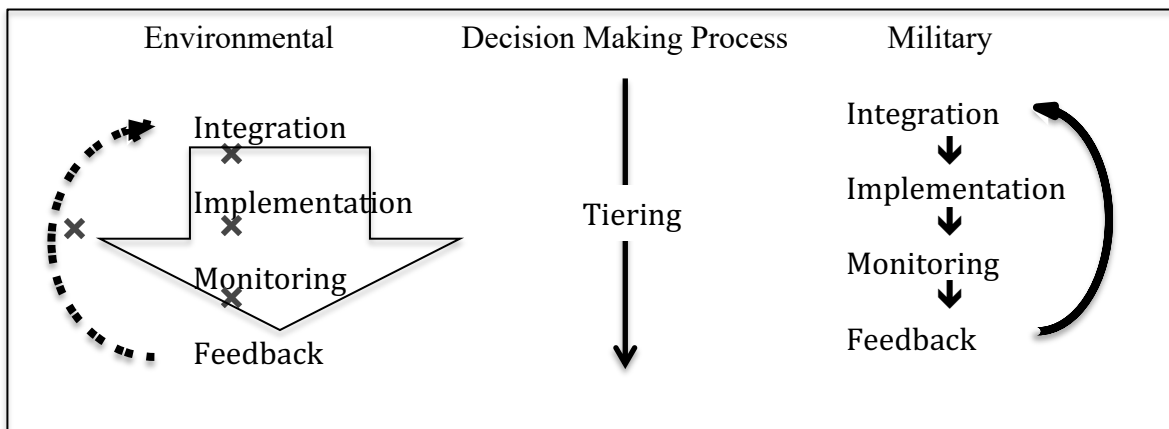 Environmental
Decision Making Process
Military
Integration
Implementation
Monitoring
Feedback
Tiering
Integration
Implementation
Monitoring
Feedback